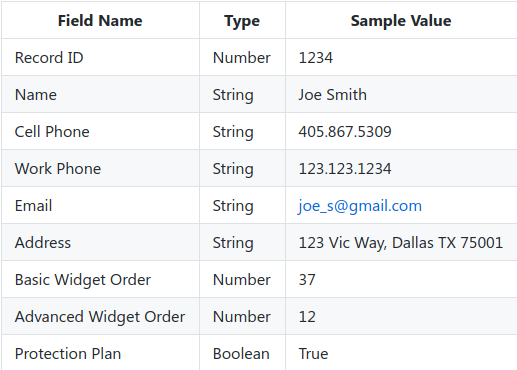 Field Name Type Sample Value
Record ID Number 1234
Name String Joe Smith
Cell Phone String 405.867.5309
Work Phone String 123.123.1234
Email String joe_s@gmail.com
Address String 123 Vic Way, Dallas TX 75001
Basic Widget Order Number 37
Advanced Widget Order Number 12
Protection Plan Boolean True